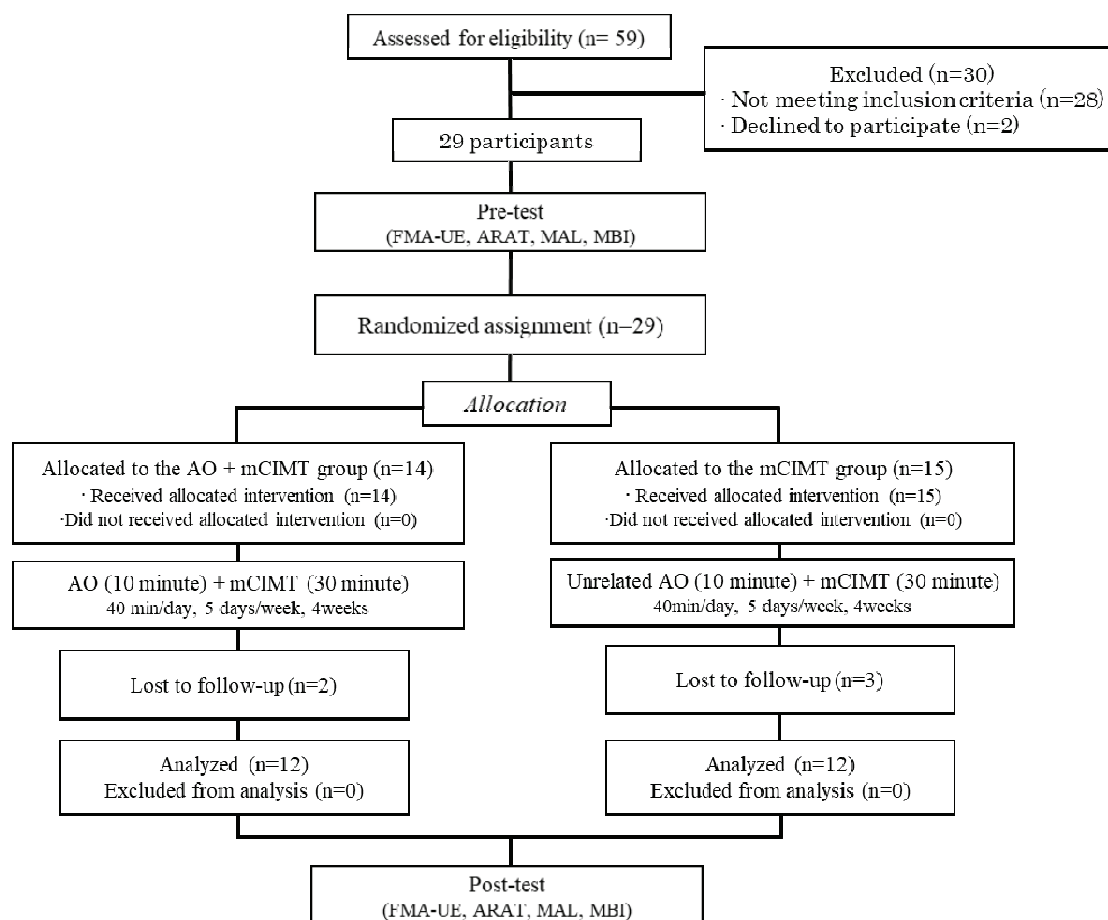 Assessed for eligibility (n= 59)
Excluded (n=30)
· Not meeting inclusion criteria (n=28)
· Declined to participate (n=2)
29 participants
Pre-test
(FMA-UE, ARAT, MAL, MBI)
Randomized assignment (n–29)
Allocation
Allocated to the AO + mCIMT group (n=14)
· Received allocated intervention (n=14)
·Did not received allocated intervention (n=0)
Allocated to the mCIMT group (n=15)
· Received allocated intervention (n=15)
·Did not received allocated intervention (n=0)
AO (10 minute) + mCIMT (30 minute)
40 min/day, 5 days/week, 4weeks
Unrelated AO (10 minute) + mCIMT (30 minute)
40min/day, 5 days/week, 4weeks
Lost to follow-up (n=2)
Lost to follow-up (n=3)
Analyzed (n=12)
Excluded from analysis (n=0)
Analyzed (n=12)
Excluded from analysis (n=0)
Post-test
(FMA-UE, ARAT, MAL, MBI)